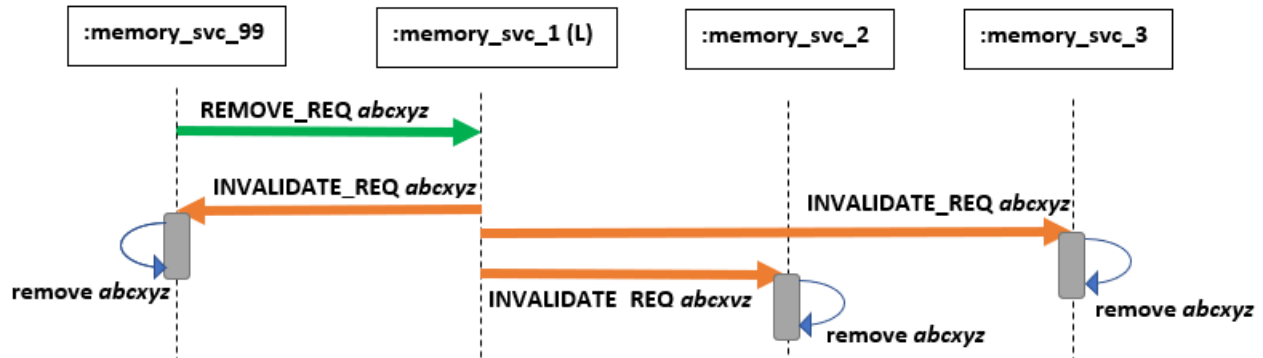 :memory_svc_99
:memory_svc_1 (L)
:memory_svc_2
:memory_svc_3
REMOVE_REQ abcxyz
INVALIDATE_REQ abcxyz
INVALIDATE_REQ abcxyz
remove abcxyz
INVALIDATE REQ abcxvz
remove abcxyz
remove abcxyz